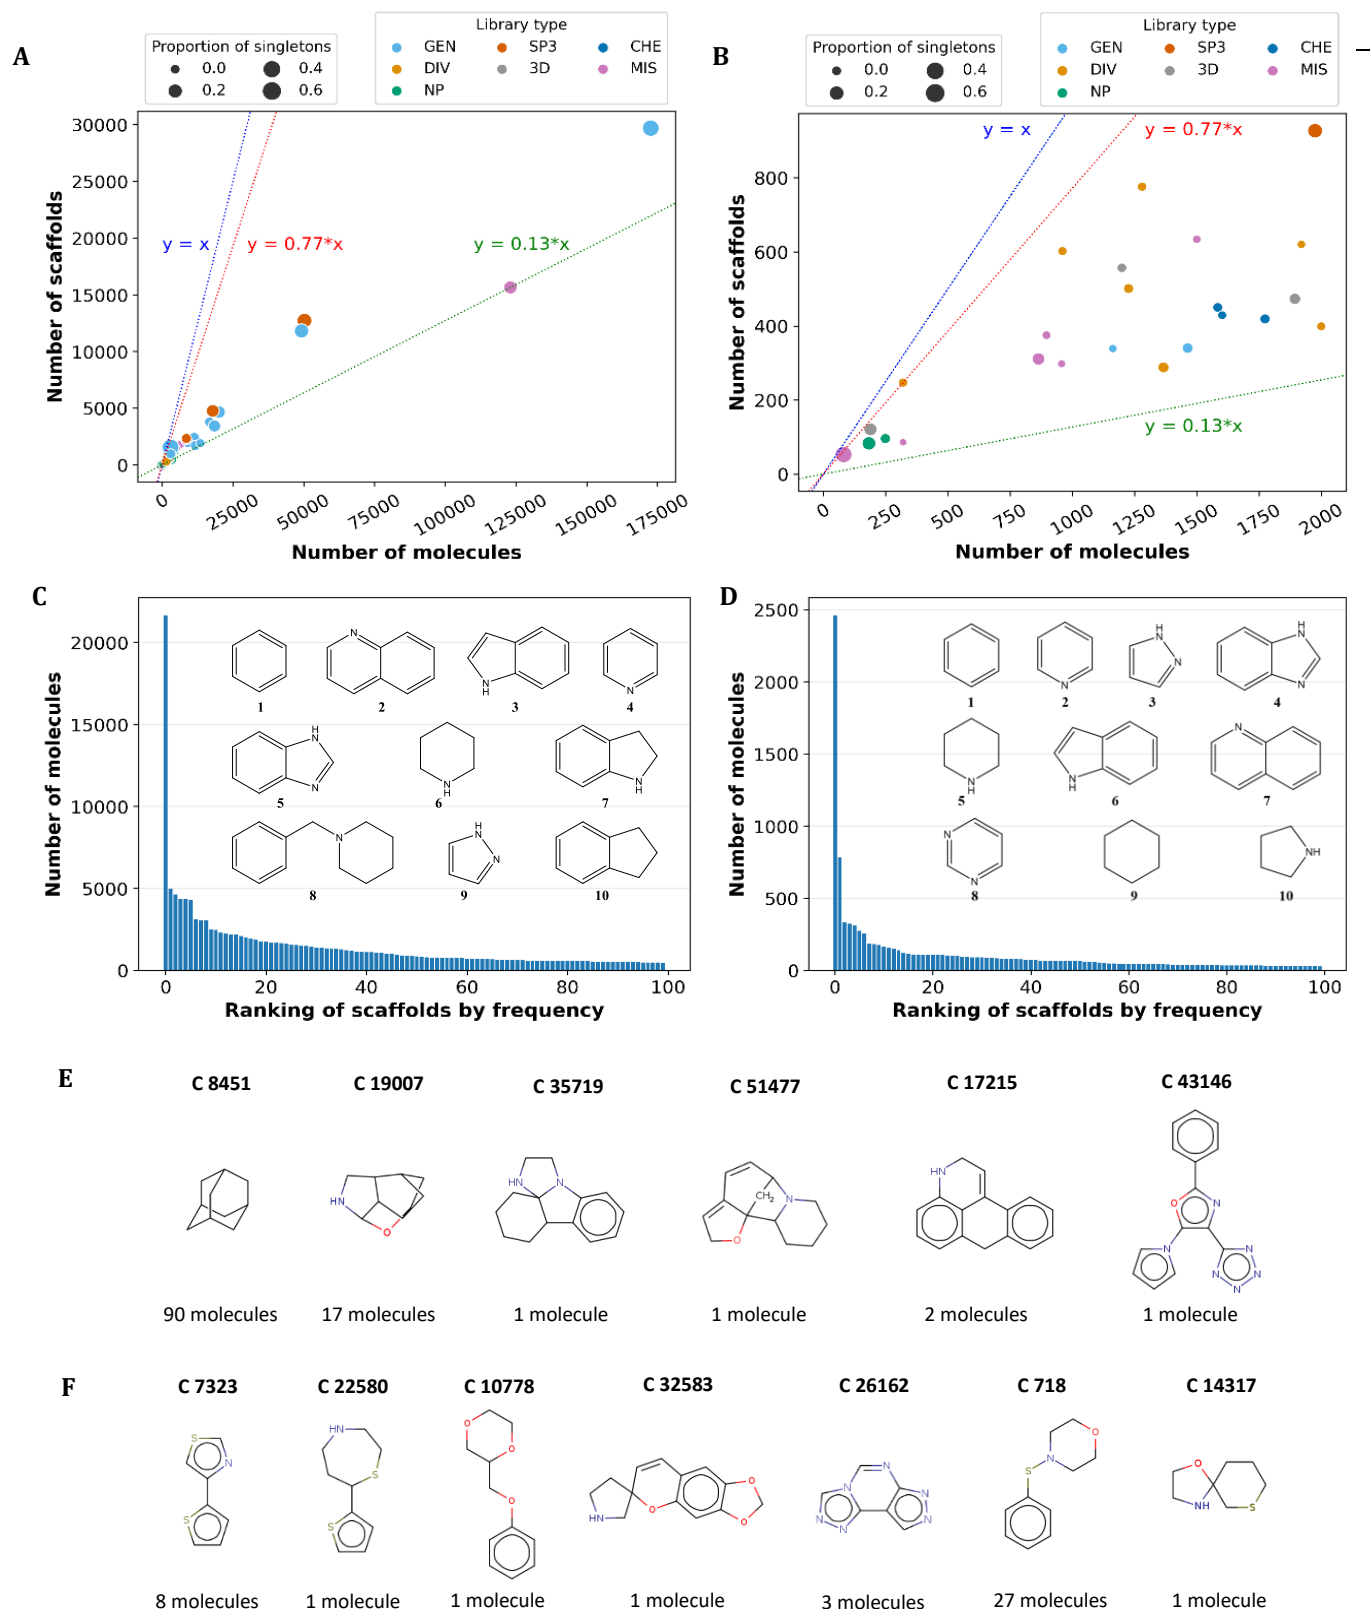 A
Proportion of singletons
0.0 0.4
0.2 0.6
Library type
GEN SP3 CHE
DIV 3D MIS
NP
30000
25000
20000
15000
10000
5000
0
Number of scaffolds
y = x
y = 0.77*x
y = 0.13*x
0 25000 50000 75000 100000 125000 150000 175000
Number of molecules
B
Proportion of singletons
0.0 0.4
0.2 0.6
Library type
GEN SP3 CHE
DIV 3D MIS
NP
800
600
400
200
0
Number of scaffolds
y = x
y = 0.77*x
y = 0.13*x
0 250 500 750 1000 1250 1500 1750 2000
Number of molecules
C
20000
15000
10000
5000
0
Number of molecules
N
N
H
N
1 2 3 4
H
N
N
N
H
N
H
5 6 7
N
H
N
N
8 9 10
0 20 40 60 80 100
Ranking of scaffolds by frequency
D
2500
2000
1500
1000
500
0
Number of molecules
N
H
N
N
H
N
N
1 2 3 4
N
H
N
H
N
5 6 7
N
N
NH
8 9 10
0 20 40 60 80 100
Ranking of scaffolds by frequency
E
C 8451 C 19007 C 35719 C 51477 C 17215 C 43146
HN
O
HN N
CH2
N
O
HN
O N
N
N N N N
90 molecules 17 molecules 1 molecule 1 molecule 2 molecules 1 molecule
F
C 7323 C 22580 C 10778 C 32583 C 26162 C 718 C 14317
S
N
S
HN
S
S
O
O
O
HN
O
O
O
N
N
N
N
N
N
O
N
S
O
NH
S
8 molecules 1 molecule 1 molecule 1 molecule 3 molecules 27 molecules 1 molecule